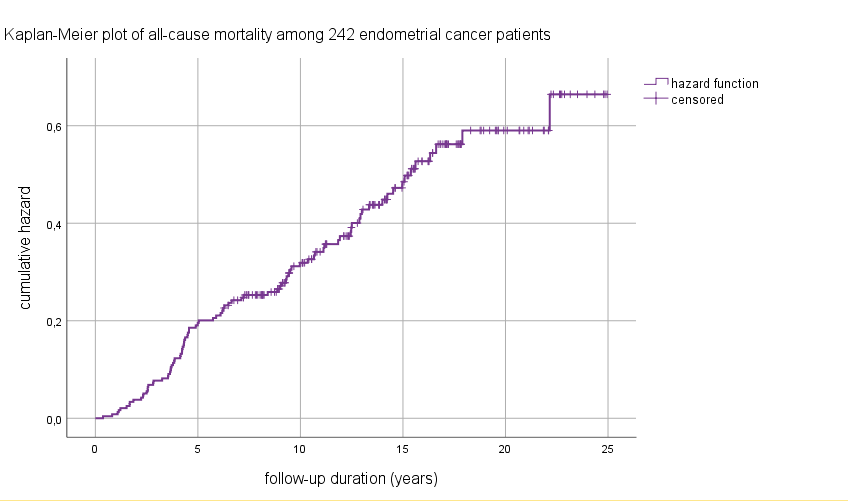 Kaplan-Meier plot of all-cause mortality among 242 endometrial cancer patients
hazard function
censored
0,6
0,4
0,2
0,0
cumulative hazard
0 5 10 15 20 25
follow-up duration (years)